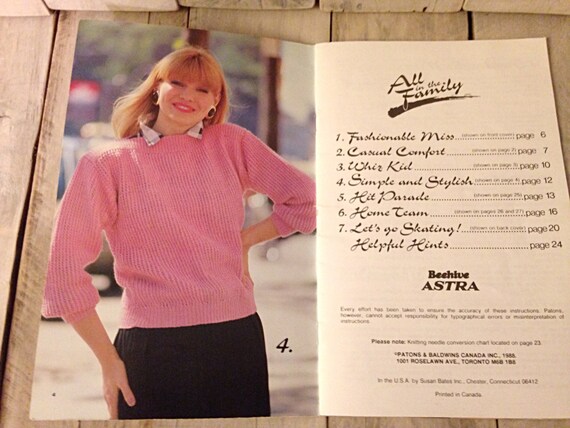 All
in the
Family
1. Fashionable Miss (shown on front cover) page 6
2. Casual Comfort (shown on page 2) page 7
3. Whiz Kid (shown on page 3) page 10
4. Simple and Stylish (shown on page 4) page 12
5. Hit Parade (shown on page 25) page 13
6. Home Team (shown on pages 26 and 27) page 16
7. Let's go Skating! (shown on back cover) page 20
Helpful Hints page 24
Beehive
ASTRA
Every effort has been taken to ensure the accuracy of these instructions. Patons,
however, cannot accept responsibility for typographical errors or misinterpretation of
instructions.
Please note: Knitting needle conversion chart located on page 23.
®PATONS & BALDWINS CANADA INC., 1988.
1001 ROSELAWN AVE., TORONTO M6B 1B8
In the U.S.A. by Susan Bates Inc., Chester, Connecticut 06412
Printed in Canada.
4.
4